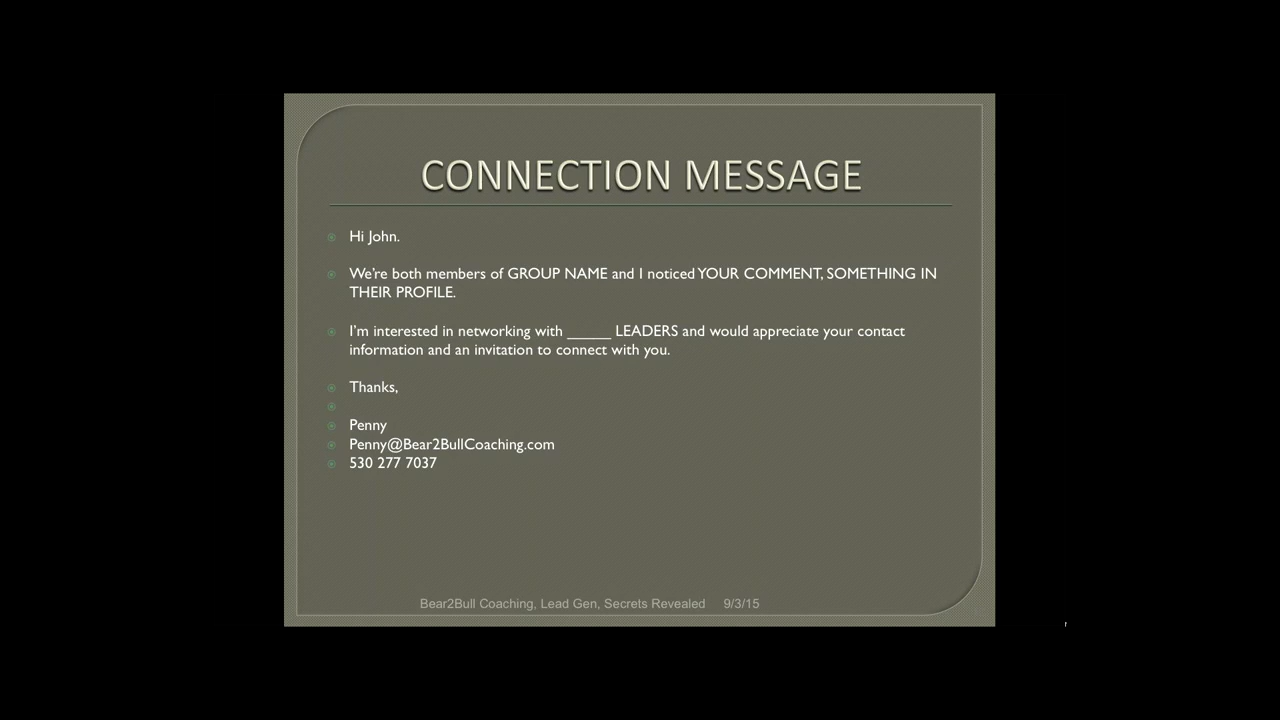 CONNECTION MESSAGE
Hi John.
We're both members of GROUP NAME and I noticed YOUR COMMENT, SOMETHING IN
THEIR PROFILE.
I'm interested in networking with _____ LEADERS and would appreciate your contact
information and an invitation to connect with you.
Thanks,
Penny
Penny@Bear2BullCoaching.com
530 277 7037
Bear2Bull Coaching, Lead Gen, Secrets Revealed 9/3/15